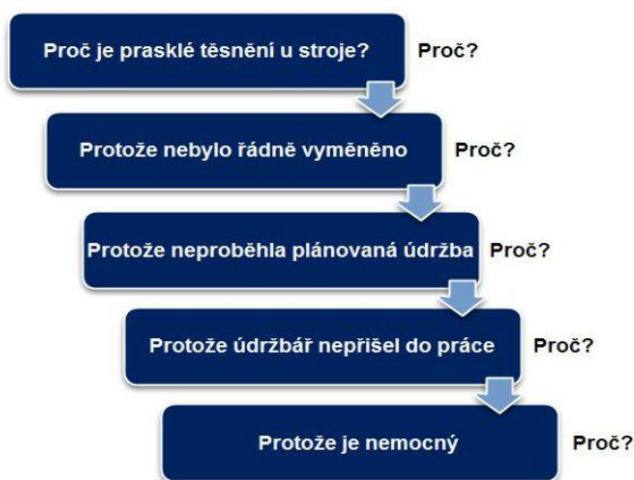 Proč je prasklé těsnění u stroje? Proč?
Protože nebylo řádně vyměněno Proč?
Protože neproběhla plánovaná údržba Proč?
Protože údržbář nepřišel do práce Proč?
Protože je nemocný Proč?